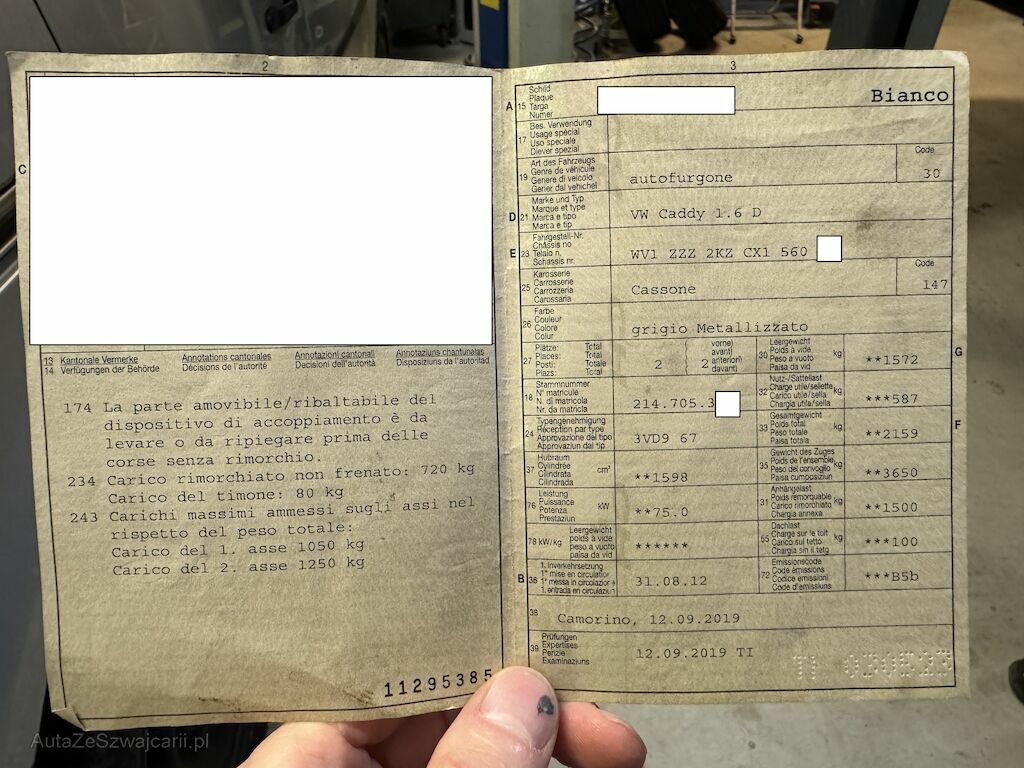 2
C
13 Kantonale Vermerke Annotations cantonales Annotazioni cantonali Annotaziuns chantunalas
14 Verfügungen der Behörde Décisions de l'autorité Decisioni dell'autorità Disposiziuns da l'autoritad
174 La parte amovibile/ribaltabile del
dispositivo di accoppiamento è da
levare o da ripiegare prima delle
corse senza rimorchio.
234 Carico rimorchiato non frenato: 720 kg
Carico del timone: 80 kg
243 Carichi massimi ammessi sugli assi nel
rispetto del peso totale:
Carico del 1. asse 1050 kg
Carico del 2. asse 1250 kg
11295385
AutaZeSzwajcarii.pl
3
A 15 Schild
Plaque
Targa
Numer
Bianco
17 Bes. Verwendung
Usage spécial
Uso speciale
Diever spezial
19 Art des Fahrzeugs
Genre de véhicule
Genere di veicolo
Gener dal vehichel
autofurgone
Code
30
D 21 Marke und Typ
Marque et type
Marca e tipo
Marca e tip
VW Caddy 1.6 D
E 23 Fahrgestell-Nr.
Châssis no
Telaio n.
Schassis nr.
WV1 ZZZ 2KZ CX1 560
25 Karosserie
Carrosserie
Carrozzeria
Carossaria
Cassone
Code
147
26 Farbe
Couleur
Colore
Colur
grigio Metallizzato
27 Plätze: Total
Places: Total
Posti: Totale
Plazs: Total
2 2
vorne)
avant)
anteriori)
davant)
G 30 Leergewicht
Poids à vide
Peso a vuoto
Paisa da vid
kg
**1572
18 Stammnummer
N° matricule
N. di matricola
Nr. da matricla
214.705.3
32 Nutz-/Sattellast
Charge utile/sellette
Carico utile/sella
Chargia utila/sella
kg
***587
24 Typengenehmigung
Réception par type
Approvazione del tipo
Approvaziun dal tip
3VD9 67
F 33 Gesamtgewicht
Poids total
Peso totale
Paisa totala
kg
**2159
37 Hubraum
Cylindrée
Cilindrata
Cilindrada
cm³
**1598
35 Gewicht des Zuges
Poids de l'ensemble
Peso del convoglio
Paisa cumposiziun
kg
**3650
76 Leistung
Puissance
Potenza
Prestaziun
kW
**75.0
31 Anhängelast
Poids remorquable
Carico rimorchiato
Chargia annexa
kg
**1500
78 kW/kg
Leergewicht
poids à vide
peso a vuoto
paisa da vid
******
55 Dachlast
Charge sur le toit
Carico sul tetto
Chargia sin il tetg
kg
***100
B 36 1. Inverkehrsetzung
1re mise en circulation
1a messa in circolazione
1. entrada en circulaziun
31.08.12
72 Emissionscode
Code émissions
Codice emissioni
Code d'emissiuns
***B5b
38
Camorino, 12.09.2019
39 Prüfungen
Expertises
Perizie
Examinaziuns
12.09.2019 TI